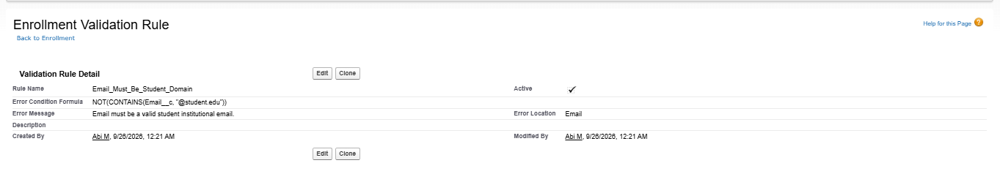 Enrollment Validation Rule
Help for this Page ?
Back to Enrollment
Validation Rule Detail Edit Clone
Rule Name Email_Must_Be_Student_Domain Active ✓
Error Condition Formula NOT(CONTAINS(Email__c, "@student.edu"))
Error Message Email must be a valid student institutional email. Error Location Email
Description
Created By Abi M, 9/26/2026, 12:21 AM Modified By Abi M, 9/26/2026, 12:21 AM
Edit Clone